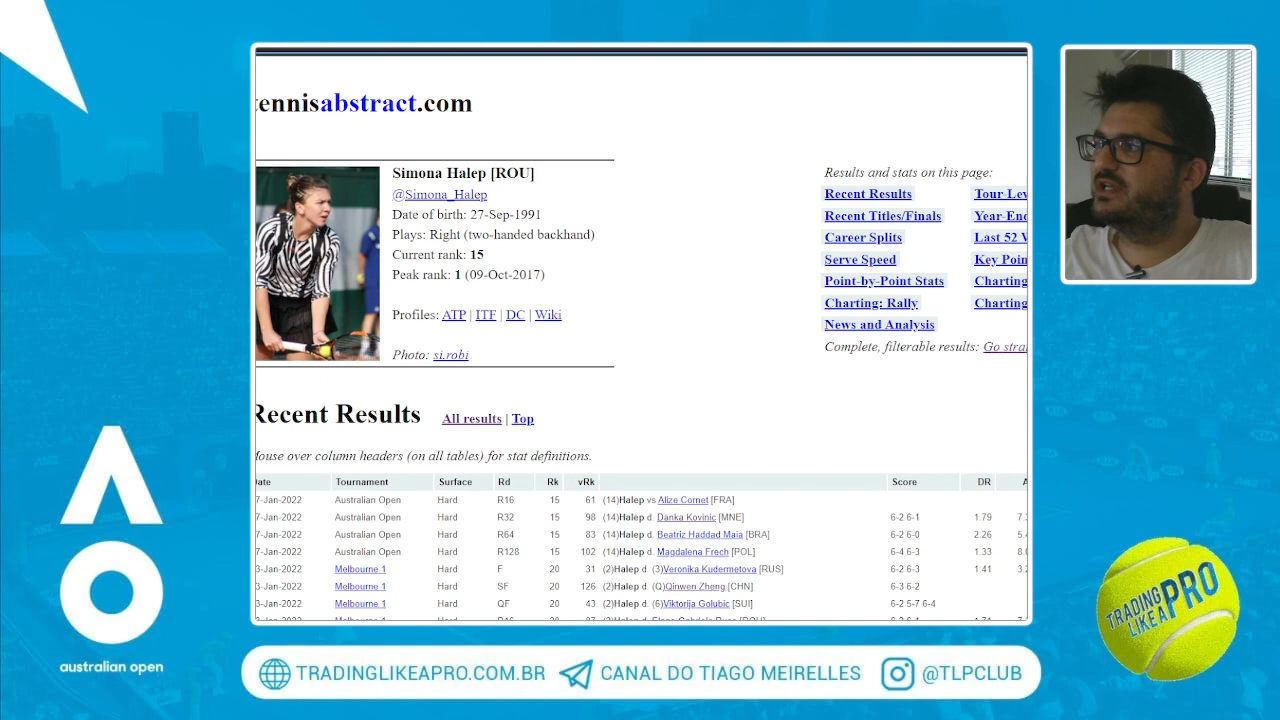 tennisabstract.com
Simona Halep [ROU]
@Simona_Halep
Date of birth: 27-Sep-1991
Plays: Right (two-handed backhand)
Current rank: 15
Peak rank: 1 (09-Oct-2017)
Profiles: ATP | ITF | DC | Wiki
Photo: si.robi
Results and stats on this page:
Recent Results Tour-Lev
Recent Titles/Finals Year-End
Career Splits Last 52 W
Serve Speed Key Poin
Point-by-Point Stats Charting
Charting: Rally Charting
News and Analysis
Complete, filterable results: Go strai
Recent Results All results | Top
Mouse over column headers (on all tables) for stat definitions.
Date Tournament Surface Rd Rk vRk Score DR A
7-Jan-2022 Australian Open Hard R16 15 61 (14)Halep vs Alize Cornet [FRA]
7-Jan-2022 Australian Open Hard R32 15 98 (14)Halep d. Danka Kovinic [MNE] 6-2 6-1 1.79 7.
7-Jan-2022 Australian Open Hard R64 15 83 (14)Halep d. Beatriz Haddad Maia [BRA] 6-2 6-0 2.26 5.
7-Jan-2022 Australian Open Hard R128 15 102 (14)Halep d. Magdalena Frech [POL] 6-4 6-3 1.33 8.
3-Jan-2022 Melbourne 1 Hard F 20 31 (2)Halep d. (3)Veronika Kudermetova [RUS] 6-2 6-3 1.41 3.
3-Jan-2022 Melbourne 1 Hard SF 20 126 (2)Halep d. (Q)Qinwen Zheng [CHN] 6-3 6-2
3-Jan-2022 Melbourne 1 Hard QF 20 43 (2)Halep d. (6)Viktorija Golubic [SUI] 6-2 5-7 6-4
australian open
TRADING LIKE A PRO
TRADINGLIKEAPRO.COM.BR CANAL DO TIAGO MEIRELLES @TLPCLUB